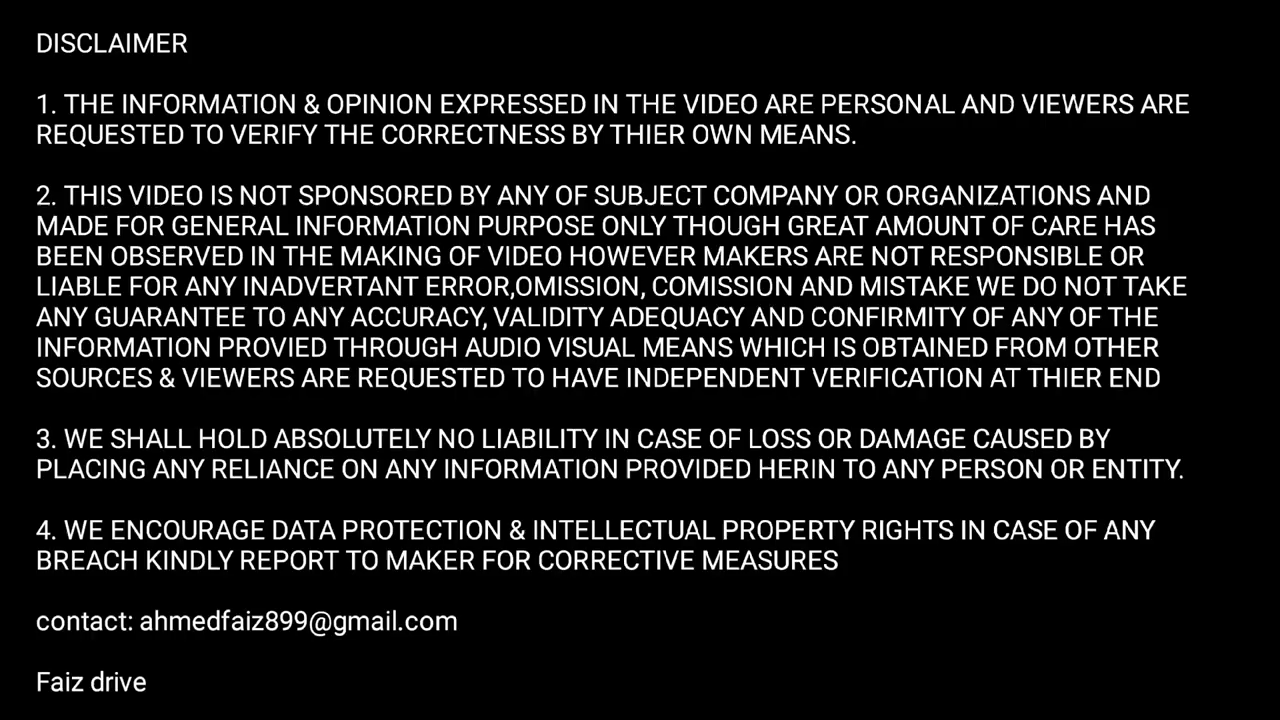 DISCLAIMER
1. THE INFORMATION & OPINION EXPRESSED IN THE VIDEO ARE PERSONAL AND VIEWERS ARE
REQUESTED TO VERIFY THE CORRECTNESS BY THIER OWN MEANS.
2. THIS VIDEO IS NOT SPONSORED BY ANY OF SUBJECT COMPANY OR ORGANIZATIONS AND
MADE FOR GENERAL INFORMATION PURPOSE ONLY THOUGH GREAT AMOUNT OF CARE HAS
BEEN OBSERVED IN THE MAKING OF VIDEO HOWEVER MAKERS ARE NOT RESPONSIBLE OR
LIABLE FOR ANY INADVERTANT ERROR,OMISSION, COMISSION AND MISTAKE WE DO NOT TAKE
ANY GUARANTEE TO ANY ACCURACY, VALIDITY ADEQUACY AND CONFIRMITY OF ANY OF THE
INFORMATION PROVIED THROUGH AUDIO VISUAL MEANS WHICH IS OBTAINED FROM OTHER
SOURCES & VIEWERS ARE REQUESTED TO HAVE INDEPENDENT VERIFICATION AT THIER END
3. WE SHALL HOLD ABSOLUTELY NO LIABILITY IN CASE OF LOSS OR DAMAGE CAUSED BY
PLACING ANY RELIANCE ON ANY INFORMATION PROVIDED HERIN TO ANY PERSON OR ENTITY.
4. WE ENCOURAGE DATA PROTECTION & INTELLECTUAL PROPERTY RIGHTS IN CASE OF ANY
BREACH KINDLY REPORT TO MAKER FOR CORRECTIVE MEASURES
contact: ahmedfaiz899@gmail.com
Faiz drive